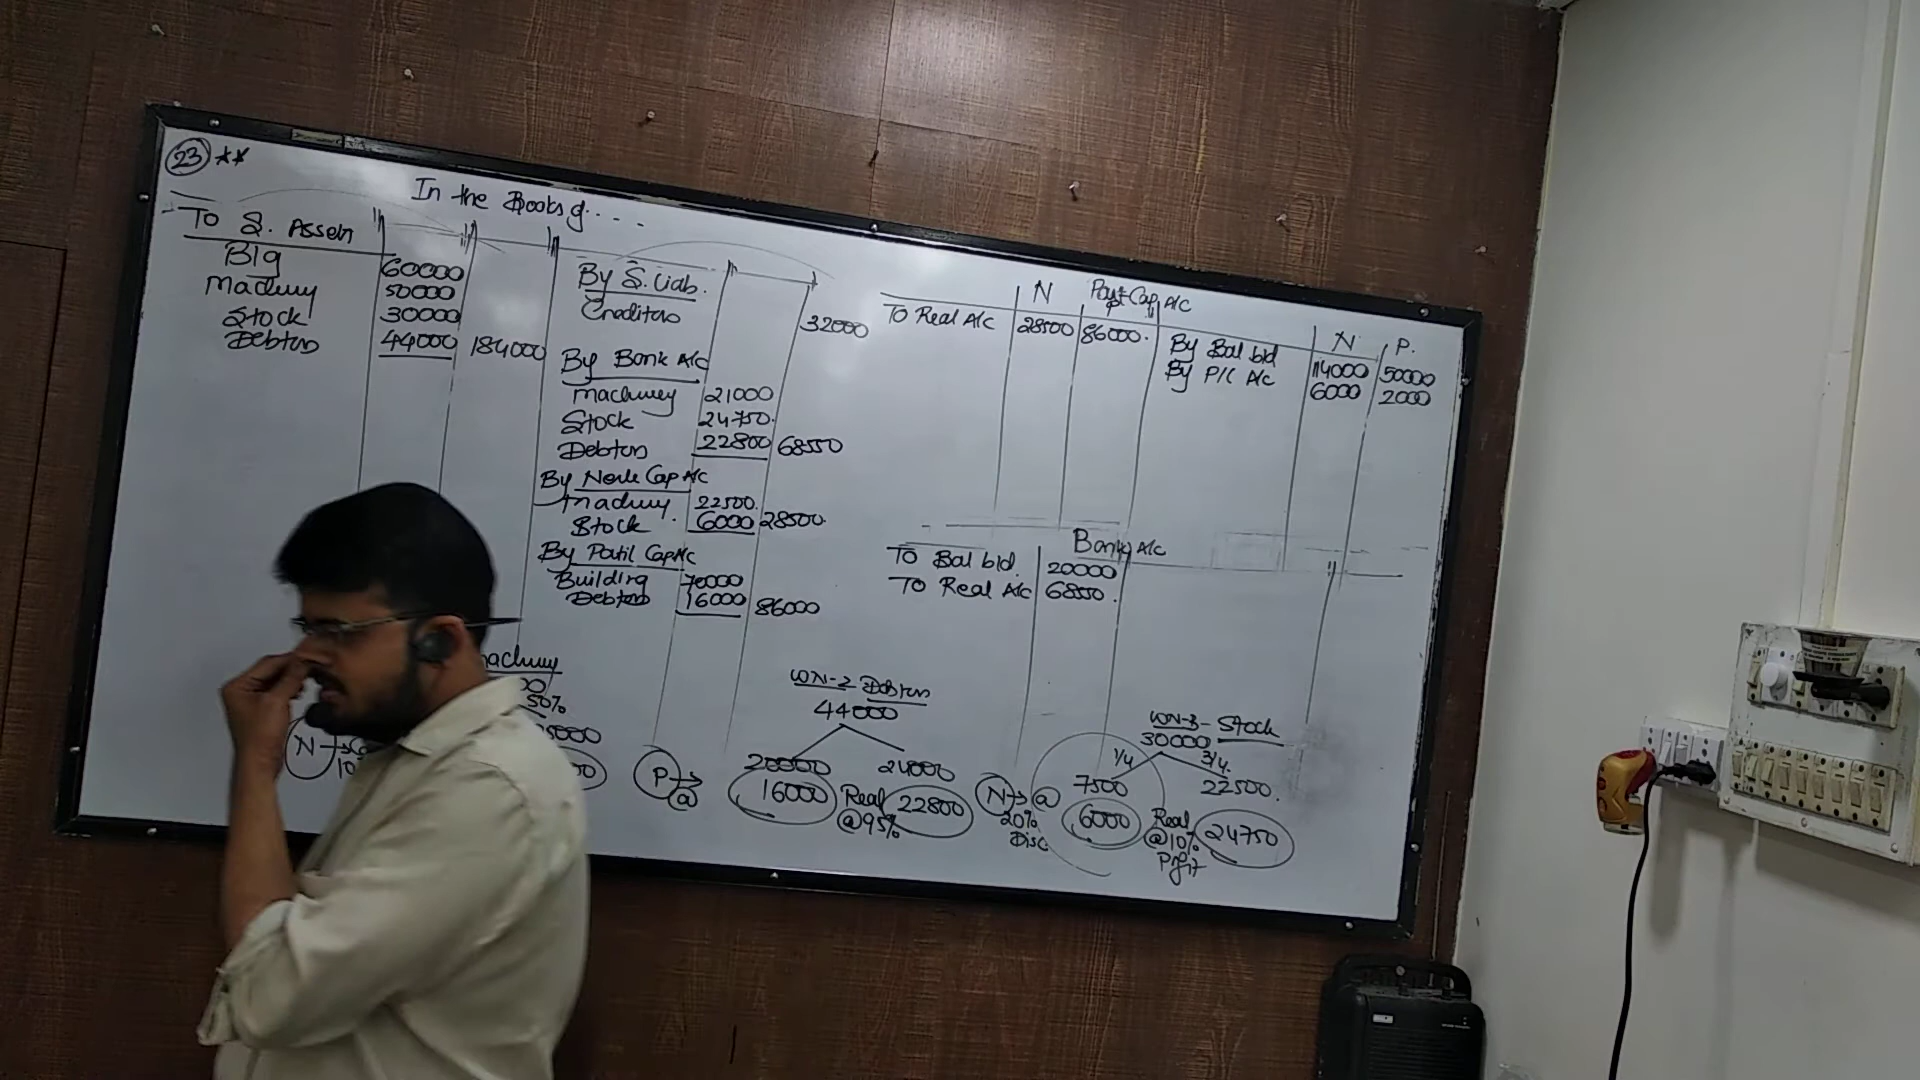 23 **
In the Books of....
To S. Assets
Blg 60000
Machinery 50000
Stock 30000
Debtors 44000 184000
By S. Liab.
Creditors 32000
By Bank A/c
Machinery 21000
Stock 24750.
Debtors 22800 68550
By Nerle Cap A/c
Machinery 22500.
Stock 6000 28500.
By Patil Cap A/c
Building 70000
Debtors 16000 86000
Cap A/c
N P N P.
To Real A/c 28500 86000. By Bal b/d 114000 50000
By P/L A/c 6000 2000
Bank A/c
To Bal b/d. 20000
To Real A/c 68550.
50%
N →
WN-2 Debtors
44000
20000 24000
P → @ 16000 Real @95% 22800
WN-3 - Stock
30000
1/4 3/4.
7500 22500.
N → @ 20% Disc 6000 Real @10% Profit 24750